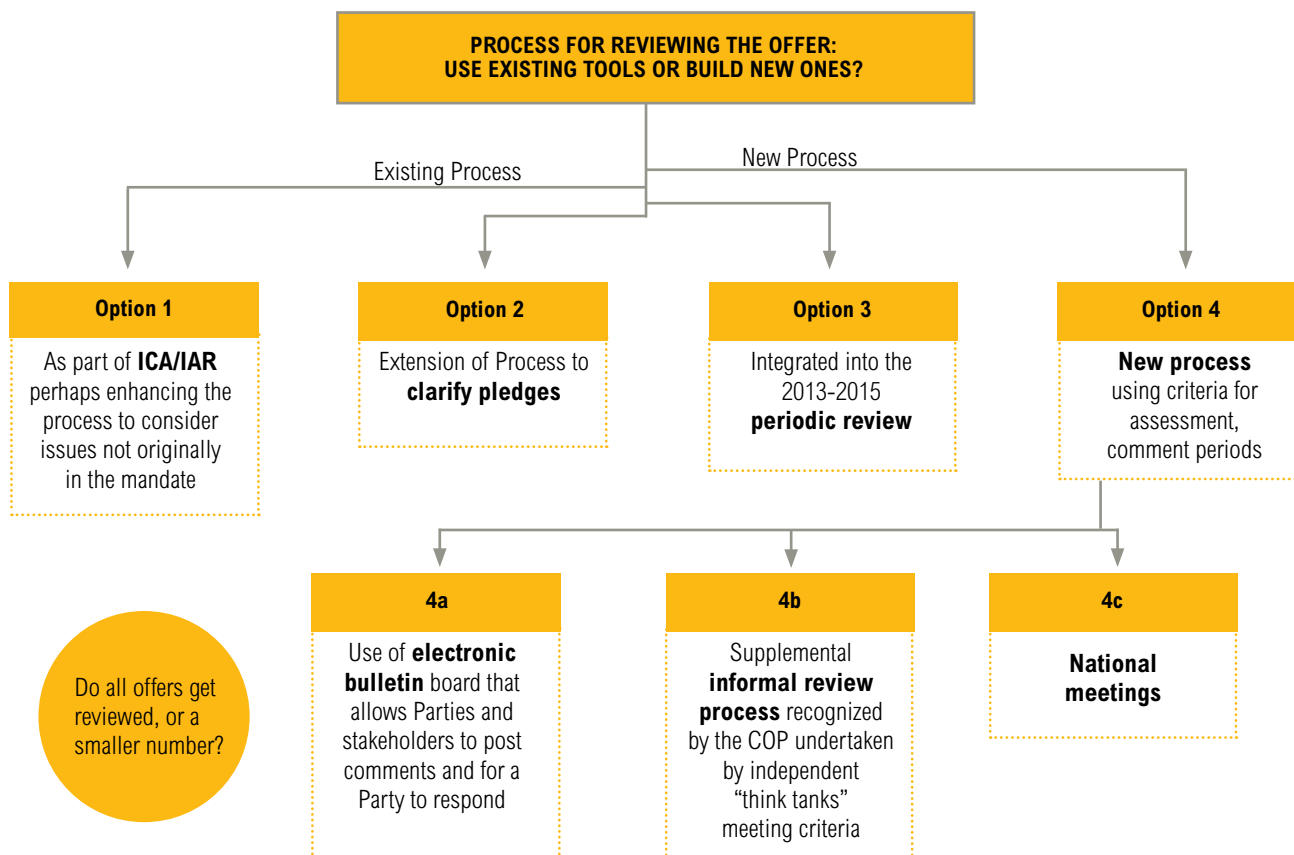 PROCESS FOR REVIEWING THE OFFER:
USE EXISTING TOOLS OR BUILD NEW ONES?
Existing Process
New Process
Option 1
As part of ICA/IAR
perhaps enhancing the
process to consider
issues not originally
in the mandate
Option 2
Extension of Process to
clarify pledges
Option 3
Integrated into the
2013-2015
periodic review
Option 4
New process
using criteria for
assessment,
comment periods
Do all offers get
reviewed, or a
smaller number?
4a
Use of electronic
bulletin board that
allows Parties and
stakeholders to post
comments and for a
Party to respond
4b
Supplemental
informal review
process recognized
by the COP undertaken
by independent
“think tanks”
meeting criteria
4c
National
meetings